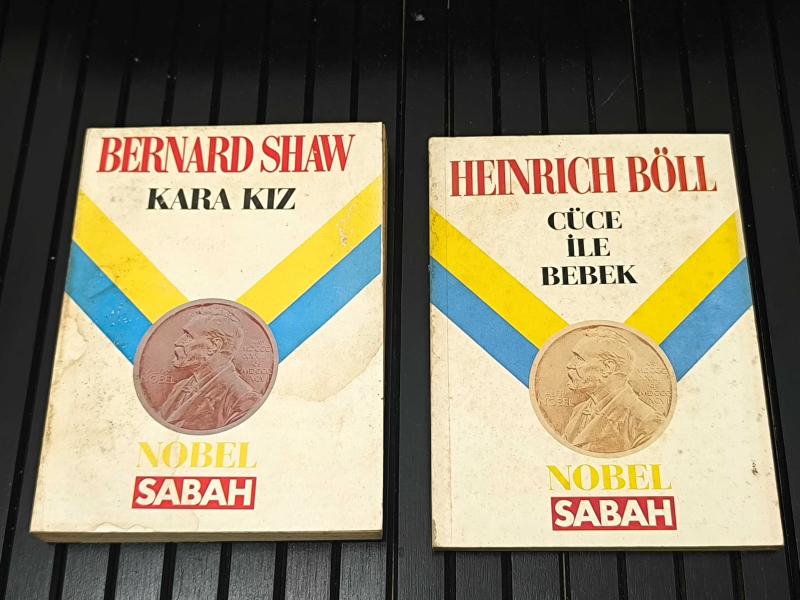 BERNARD SHAW
KARA KIZ
NOBEL
SABAH
HEINRICH BÖLL
CÜCE
İLE
BEBEK
NOBEL
SABAH